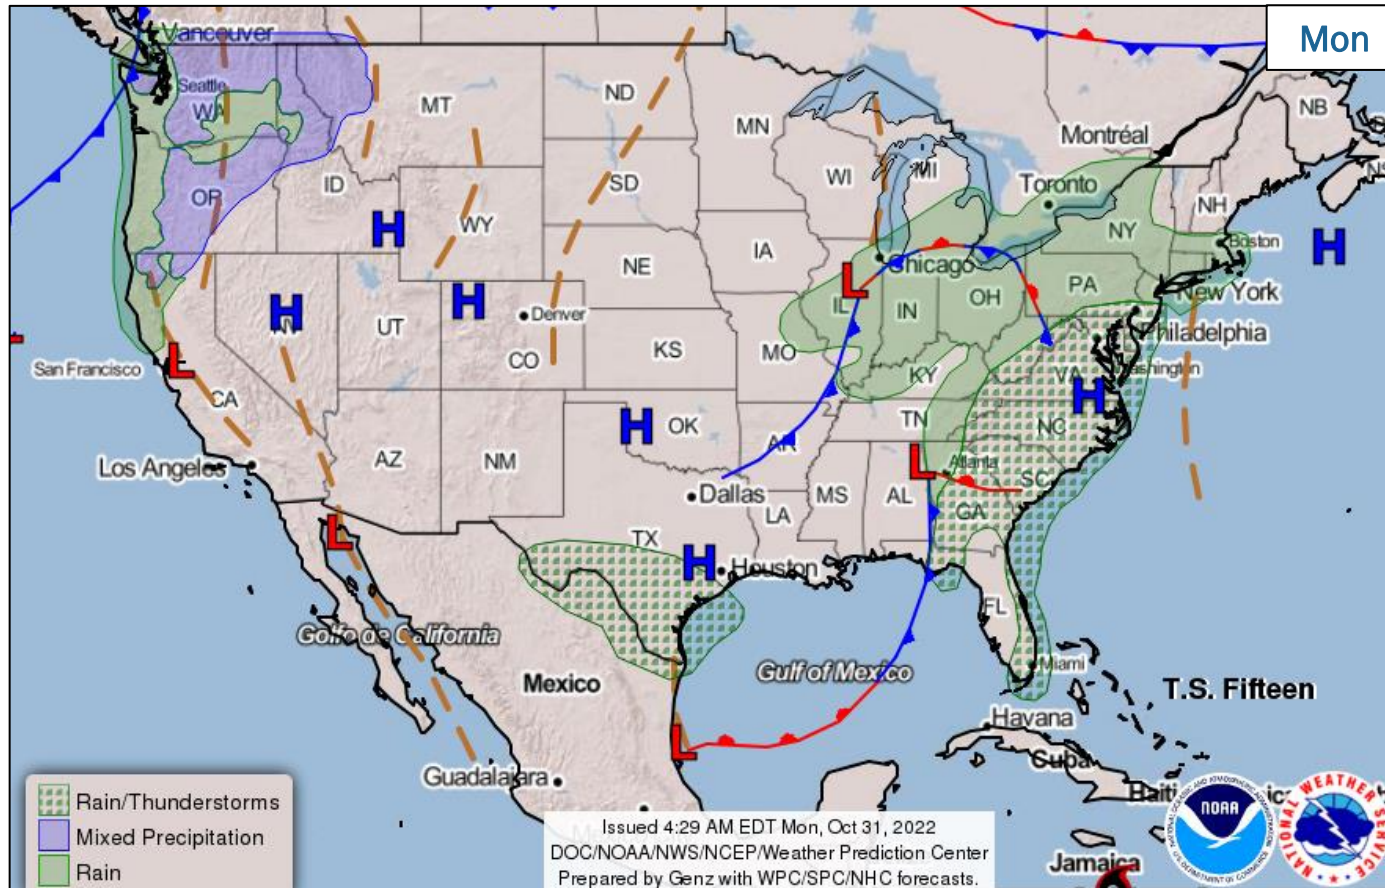 Mon
Vancouver
Seattle
WA
MT
ND
MN
NB
Montréal
OR
ID
SD
WI
MI
Toronto
NH
WY
IA
NY
Boston
H
H
NE
Chicago
H
H
L
IL
IN
OH
PA
New York
NV
UT
Denver
CO
KS
MO
Philadelphia
San Francisco
L
CA
KY
VA
Washington
H
H
OK
TN
NC
AR
Los Angeles
AZ
NM
L
Atlanta
SC
Dallas
LA
MS
AL
GA
L
TX
H
Houston
FL
Golfo de California
Miami
Mexico
Gulf of Mexico
T.S. Fifteen
Havana
L
Cuba
Guadalajara
Haiti
Jamaica
Rain/Thunderstorms
Mixed Precipitation
Rain
Issued 4:29 AM EDT Mon, Oct 31, 2022
DOC/NOAA/NWS/NCEP/Weather Prediction Center
Prepared by Genz with WPC/SPC/NHC forecasts.
NOAA
NATIONAL WEATHER SERVICE